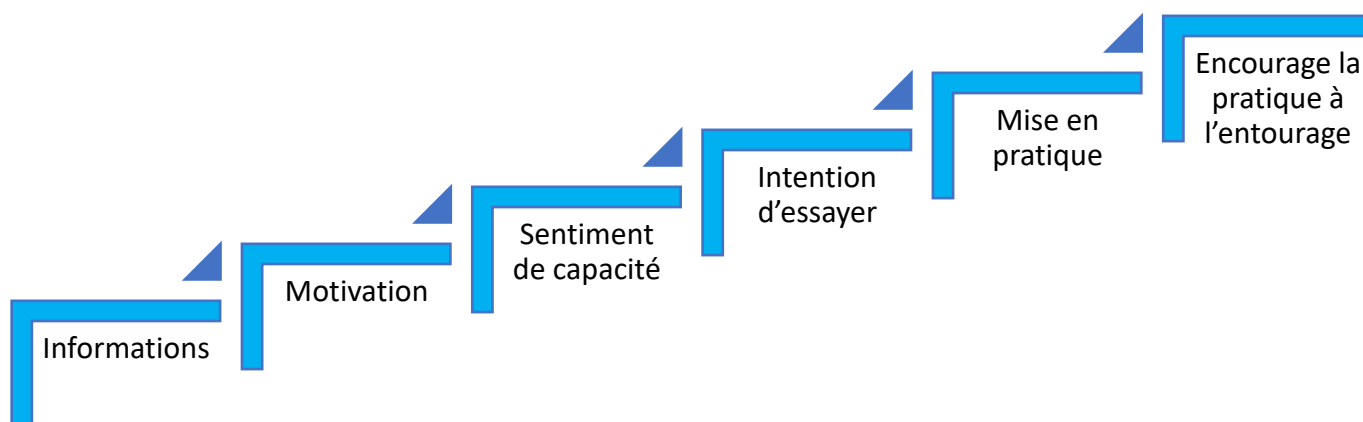 Informations
Motivation
Sentiment
de capacité
Intention
d’essayer
Mise en
pratique
Encourage la
pratique à
l’entourage